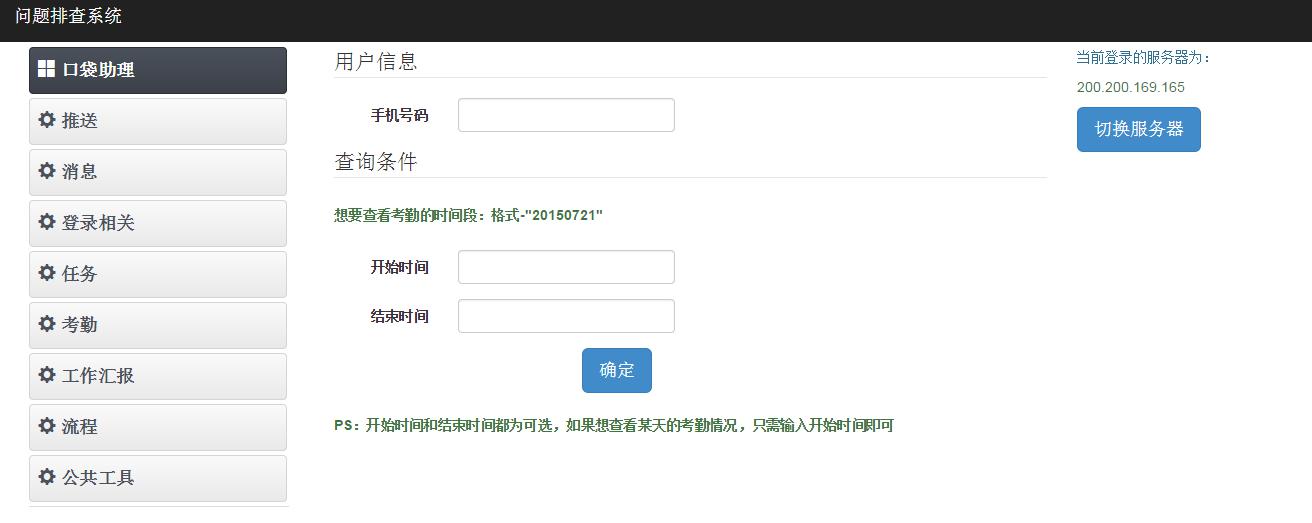 问题排查系统
口袋助理
推送
消息
登录相关
任务
考勤
工作汇报
流程
公共工具
用户信息
手机号码
查询条件
想要查看考勤的时间段：格式-"20150721"
开始时间
结束时间
确定
PS：开始时间和结束时间都为可选，如果想查看某天的考勤情况，只需输入开始时间即可
当前登录的服务器为：
200.200.169.165
切换服务器